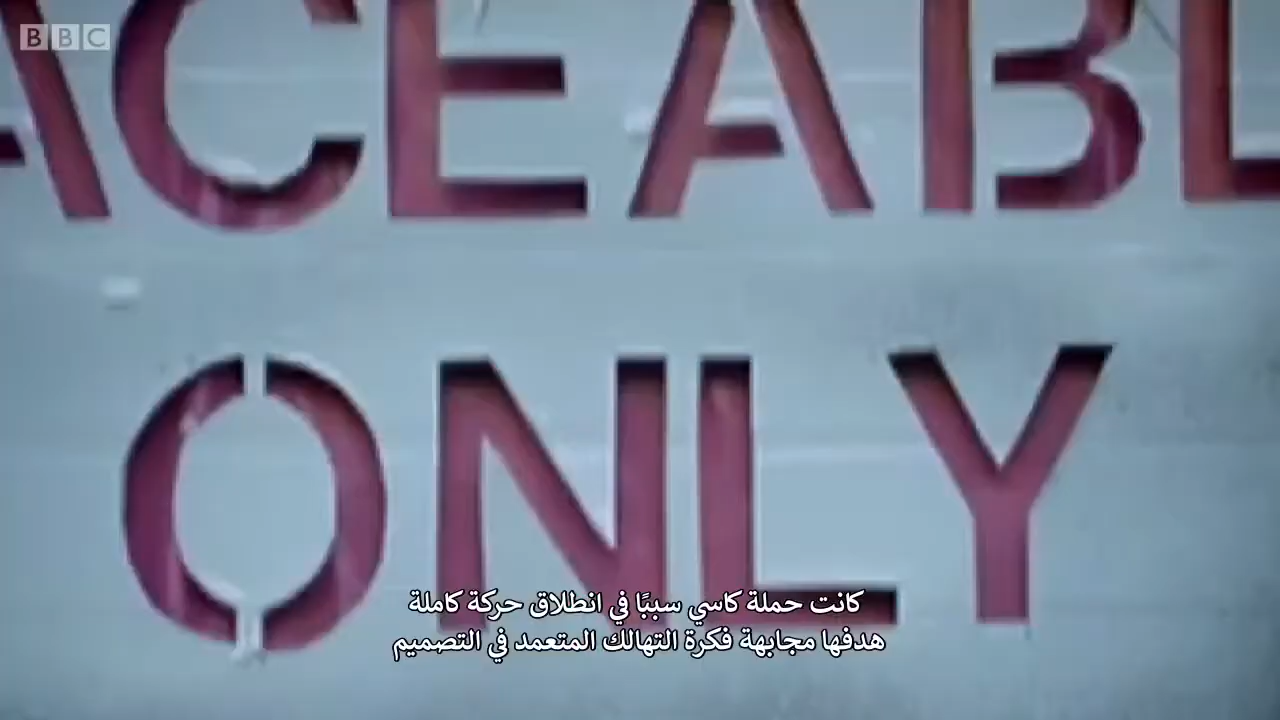 BBC
ACEABL
ONLY
كانت حملة كاسي سببًا في انطلاق حركة كاملة
هدفها مجابهة فكرة التهالك المتعمد في التصميم